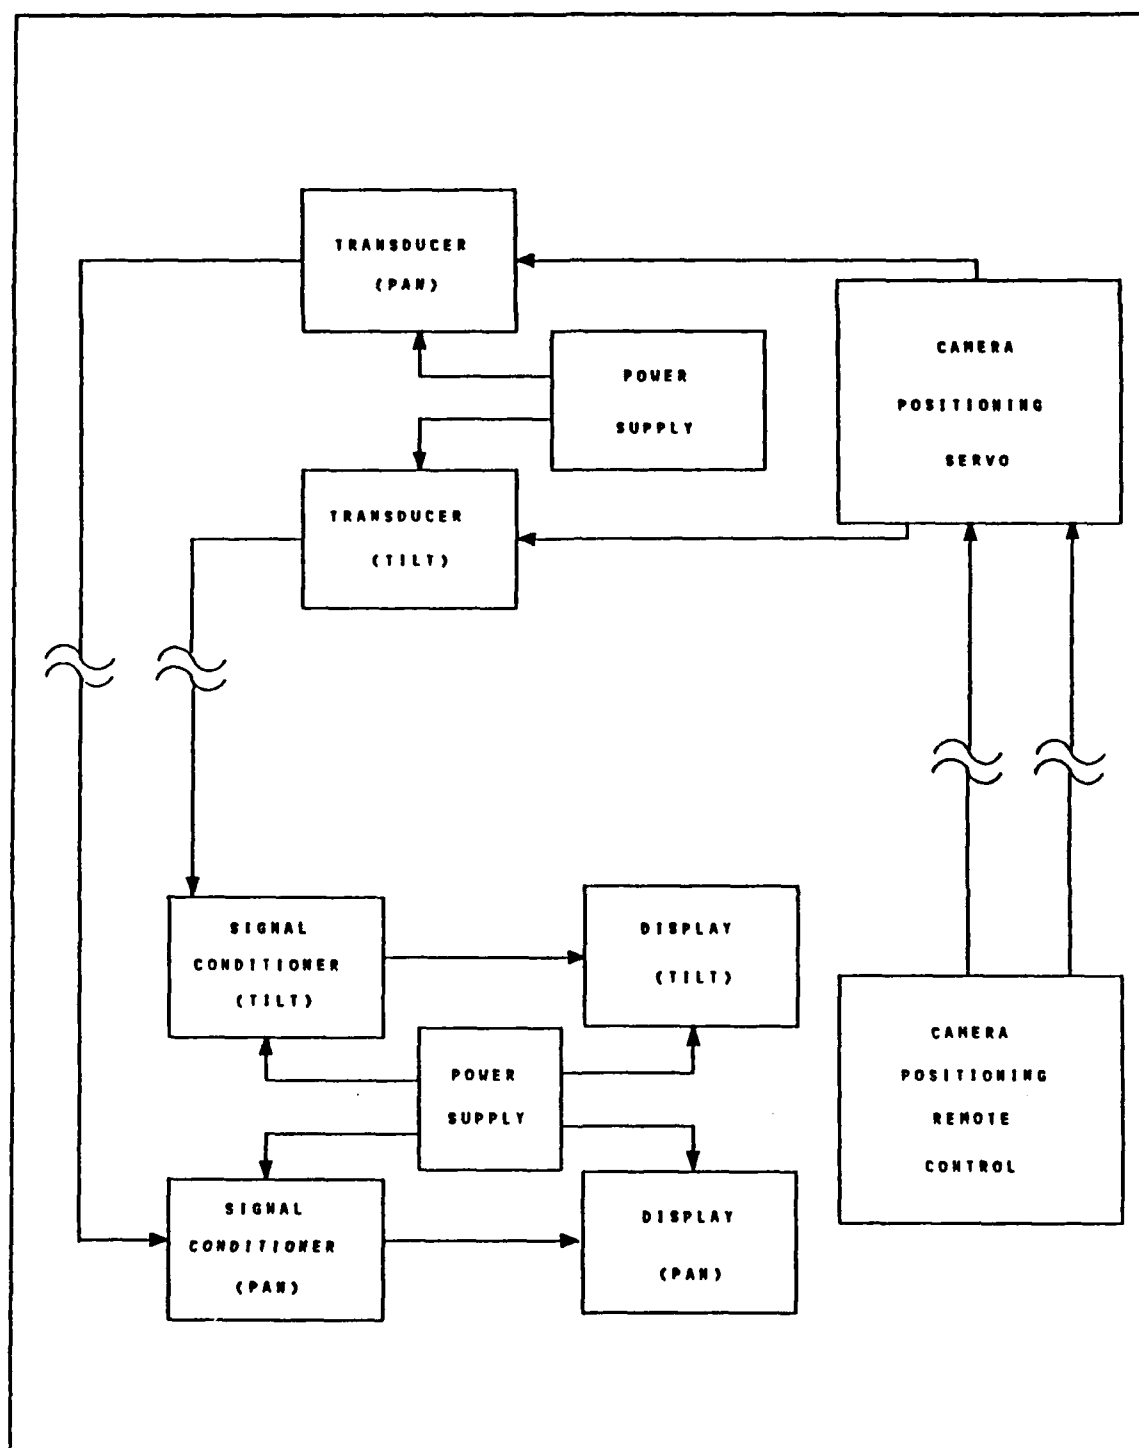 TRANSDUCER
(PAN)
POWER
SUPPLY
CAMERA
POSITIONING
SERVO
TRANSDUCER
(TILT)
SIGNAL
CONDITIONER
(TILT)
DISPLAY
(TILT)
POWER
SUPPLY
CAMERA
POSITIONING
REMOTE
CONTROL
SIGNAL
CONDITIONER
(PAN)
DISPLAY
(PAN)